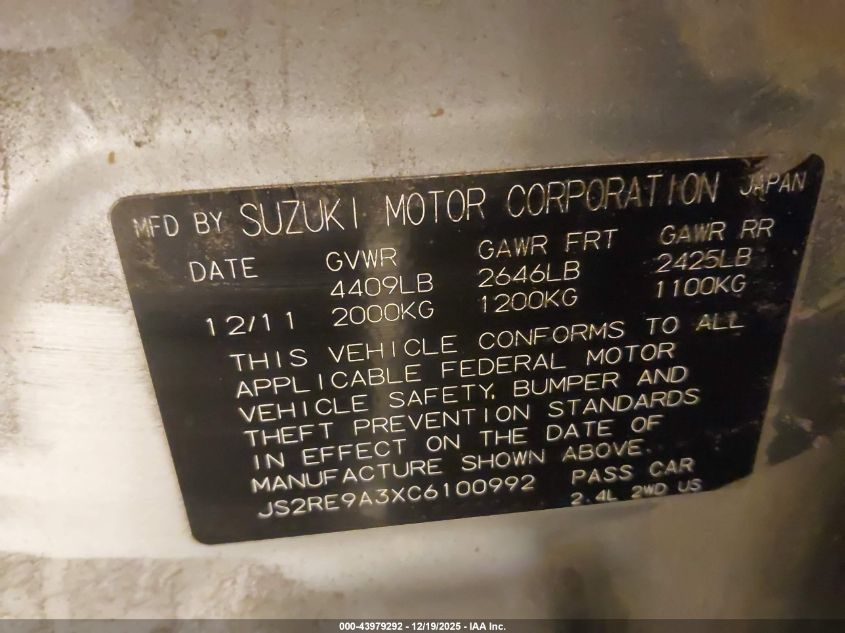 MFD BY SUZUKI MOTOR CORPORATION JAPAN
DATE GVWR GAWR FRT GAWR RR
4409LB 2646LB 2425LB
12/11 2000KG 1200KG 1100KG
THIS VEHICLE CONFORMS TO ALL
APPLICABLE FEDERAL MOTOR
VEHICLE SAFETY, BUMPER AND
THEFT PREVENTION STANDARDS
IN EFFECT ON THE DATE OF
MANUFACTURE SHOWN ABOVE.
JS2RE9A3XC6100992 PASS CAR
2.4L 2WD US
000-43979292 - 12/19/2025 - IAA Inc.